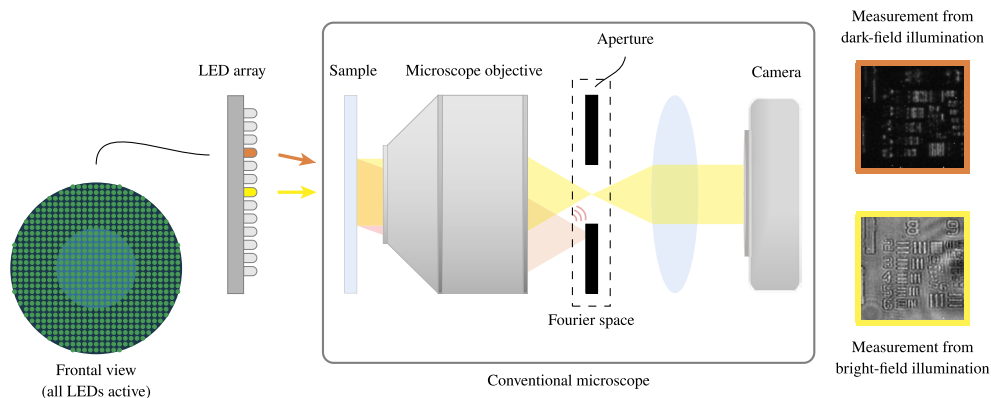 Measurement from
dark-field illumination
Aperture
LED array
Sample
Microscope objective
Camera
Fourier space
Frontal view
(all LEDs active)
Conventional microscope
Measurement from
bright-field illumination